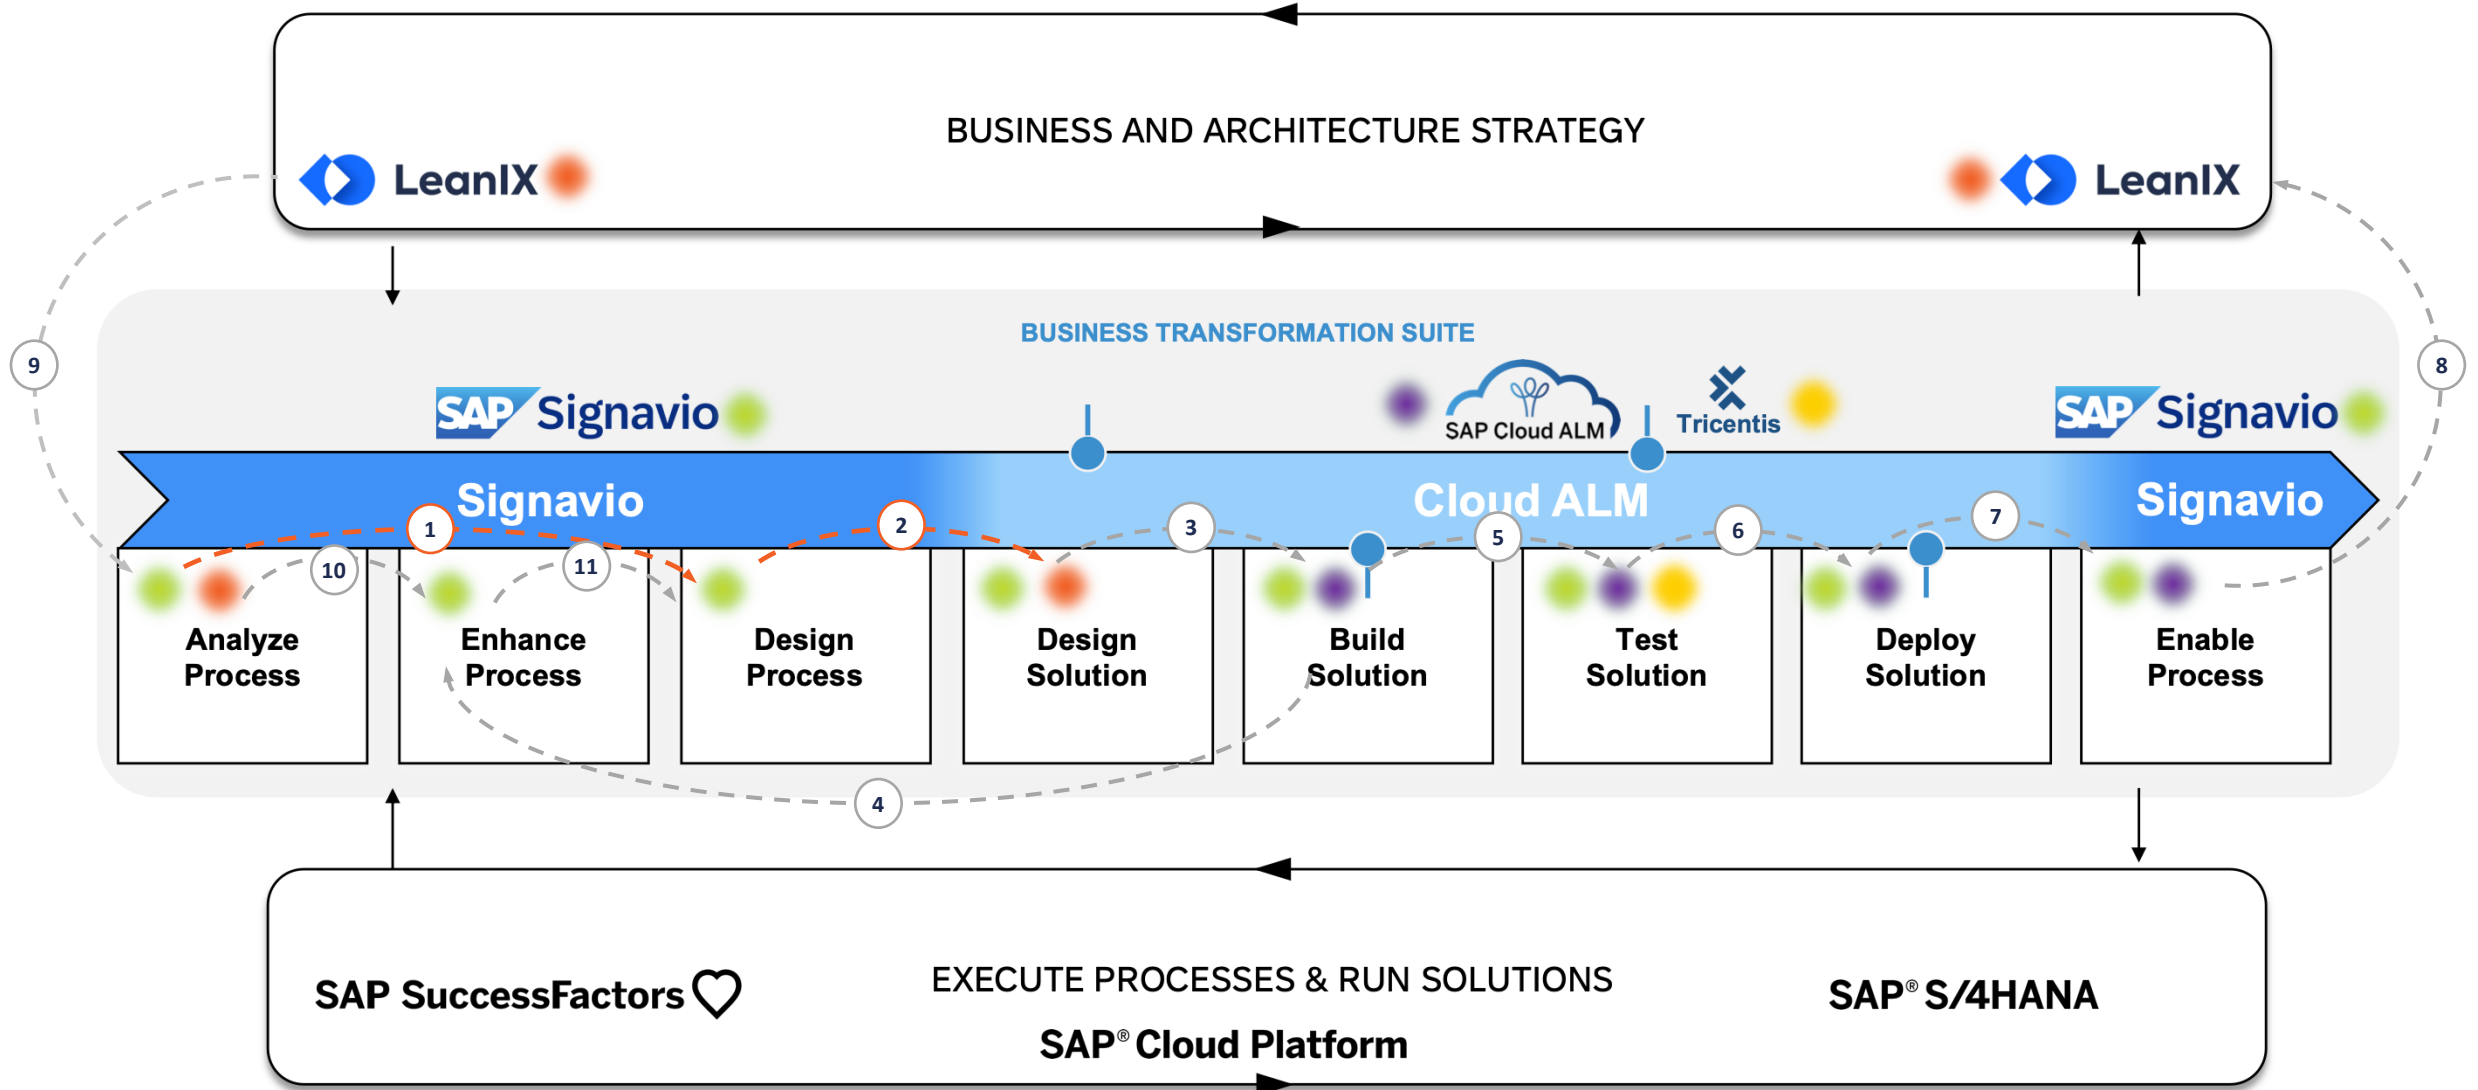 BUSINESS AND ARCHITECTURE STRATEGY
LeanIX
LeanIX
9
8
BUSINESS TRANSFORMATION SUITE
SAP Signavio
SAP Cloud ALM
Tricentis
SAP Signavio
Signavio
Cloud ALM
Signavio
1
2
3
5
6
7
10
11
Analyze
Process
Enhance
Process
Design
Process
Design
Solution
Build
Solution
Test
Solution
Deploy
Solution
Enable
Process
4
EXECUTE PROCESSES & RUN SOLUTIONS
SAP SuccessFactors
SAP® S/4HANA
SAP® Cloud Platform